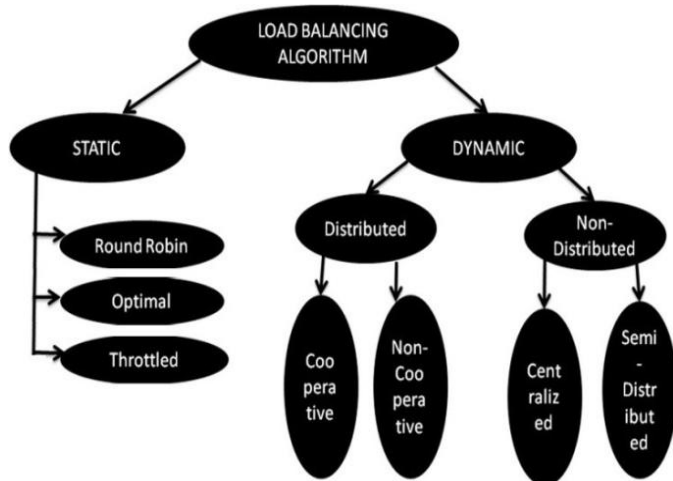 LOAD BALANCING
ALGORITHM
STATIC
DYNAMIC
Round Robin
Optimal
Throttled
Distributed
Non-
Distributed
Coo
pera
tive
Non-
Coo
pera
tive
Cent
raliz
ed
Semi
-
Distr
ibut
ed